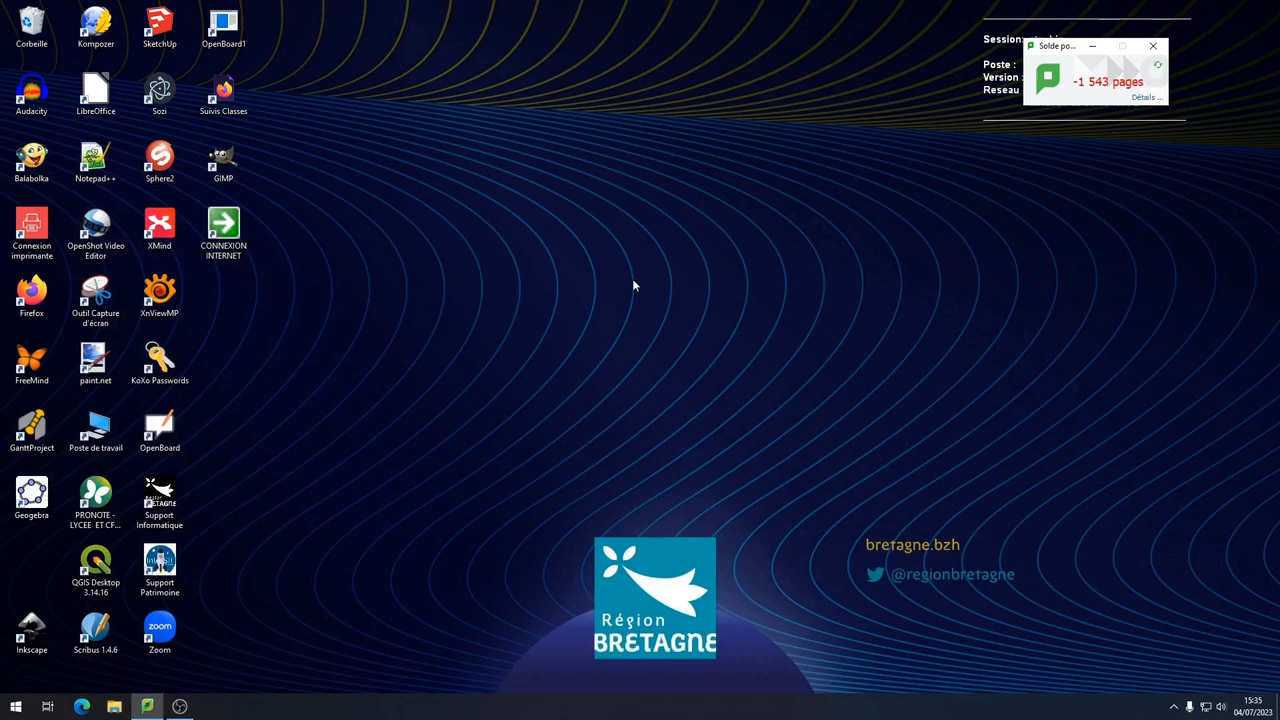 Corbeille
Kompozer
SketchUp
OpenBoard1
Audacity
LibreOffice
Sozi
Suivis Classes
Balabolka
Notepad++
Sphere2
GIMP
Connexion
imprimante
OpenShot Video
Editor
XMind
CONNEXION
INTERNET
Firefox
Outil Capture
d'écran
XnViewMP
FreeMind
paint.net
KoXo Passwords
GanttProject
Poste de travail
OpenBoard
Geogebra
PRONOTE -
LYCEE ET CF...
Support
Informatique
QGIS Desktop
3.14.16
Support
Patrimoine
Inkscape
Scribus 1.4.6
zoom
Zoom
Session
Poste :
Version
Reseau
Solde po...
-1 543 pages
Détails ...
bretagne.bzh
@regionbretagne
Région
BRETAGNE
15:35
04/07/2023